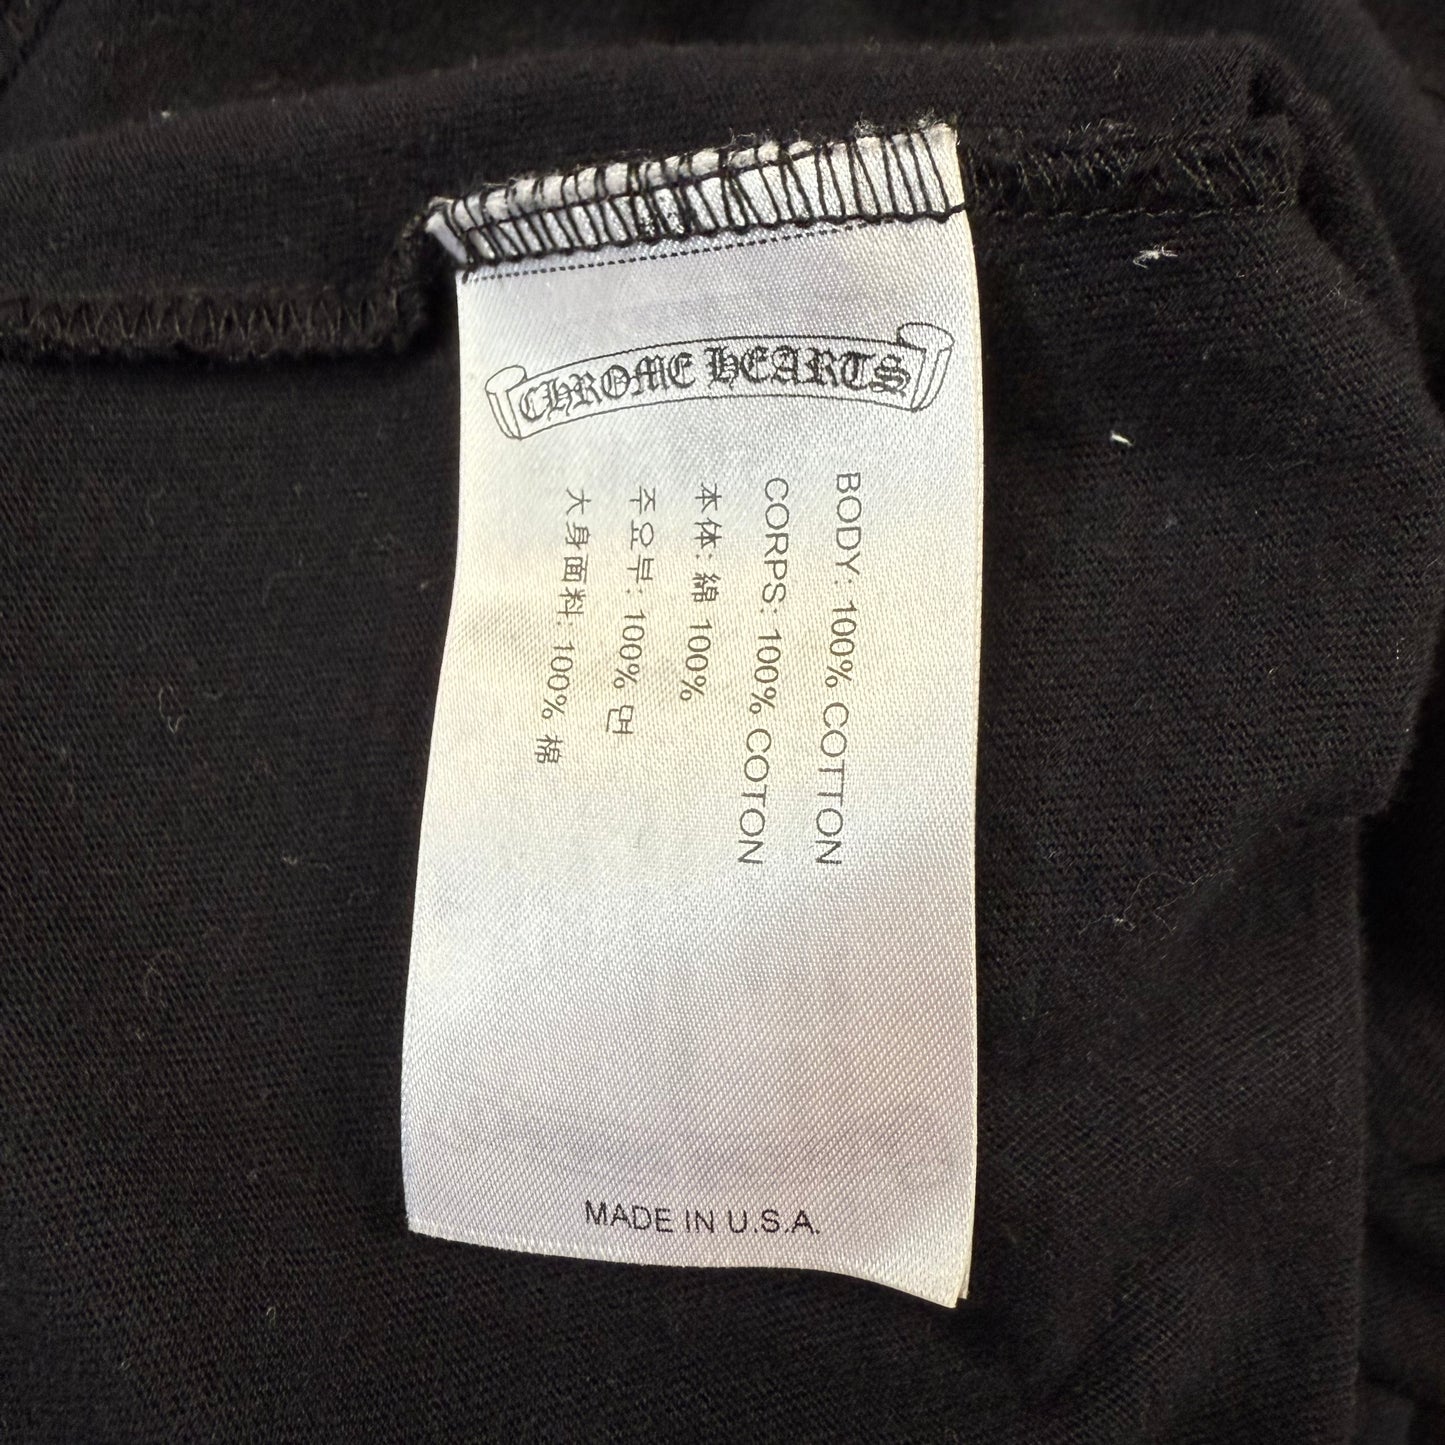 CHROME HEARTS
BODY: 100% COTTON
CORPS: 100% COTON
本体: 綿 100%
주요부: 100% 면
大身面料: 100% 棉
MADE IN U.S.A.